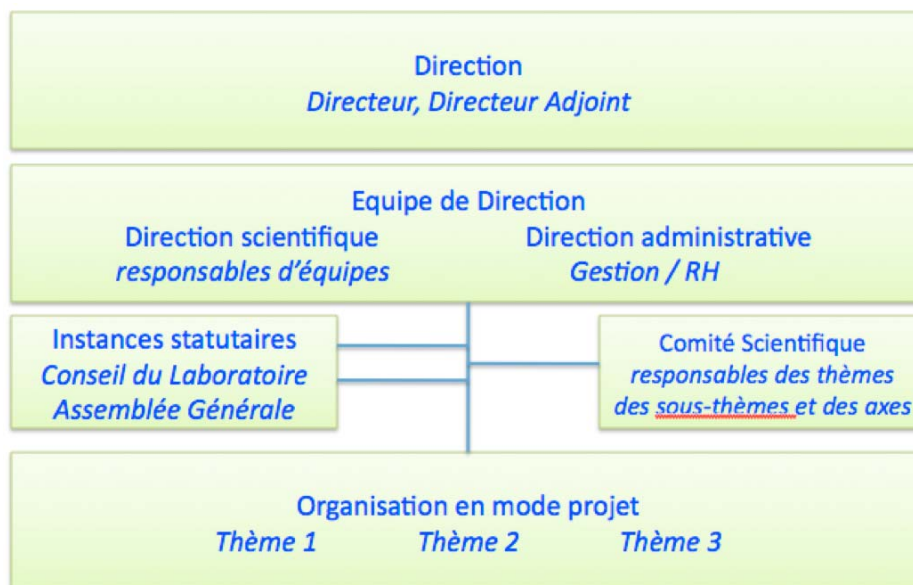 Direction
Directeur, Directeur Adjoint
Equipe de Direction
Direction scientifique Direction administrative
responsables d'équipes Gestion / RH
Instances statutaires
Conseil du Laboratoire
Assemblée Générale
Comité Scientifique
responsables des thèmes
des sous-thèmes et des axes
Organisation en mode projet
Thème 1 Thème 2 Thème 3